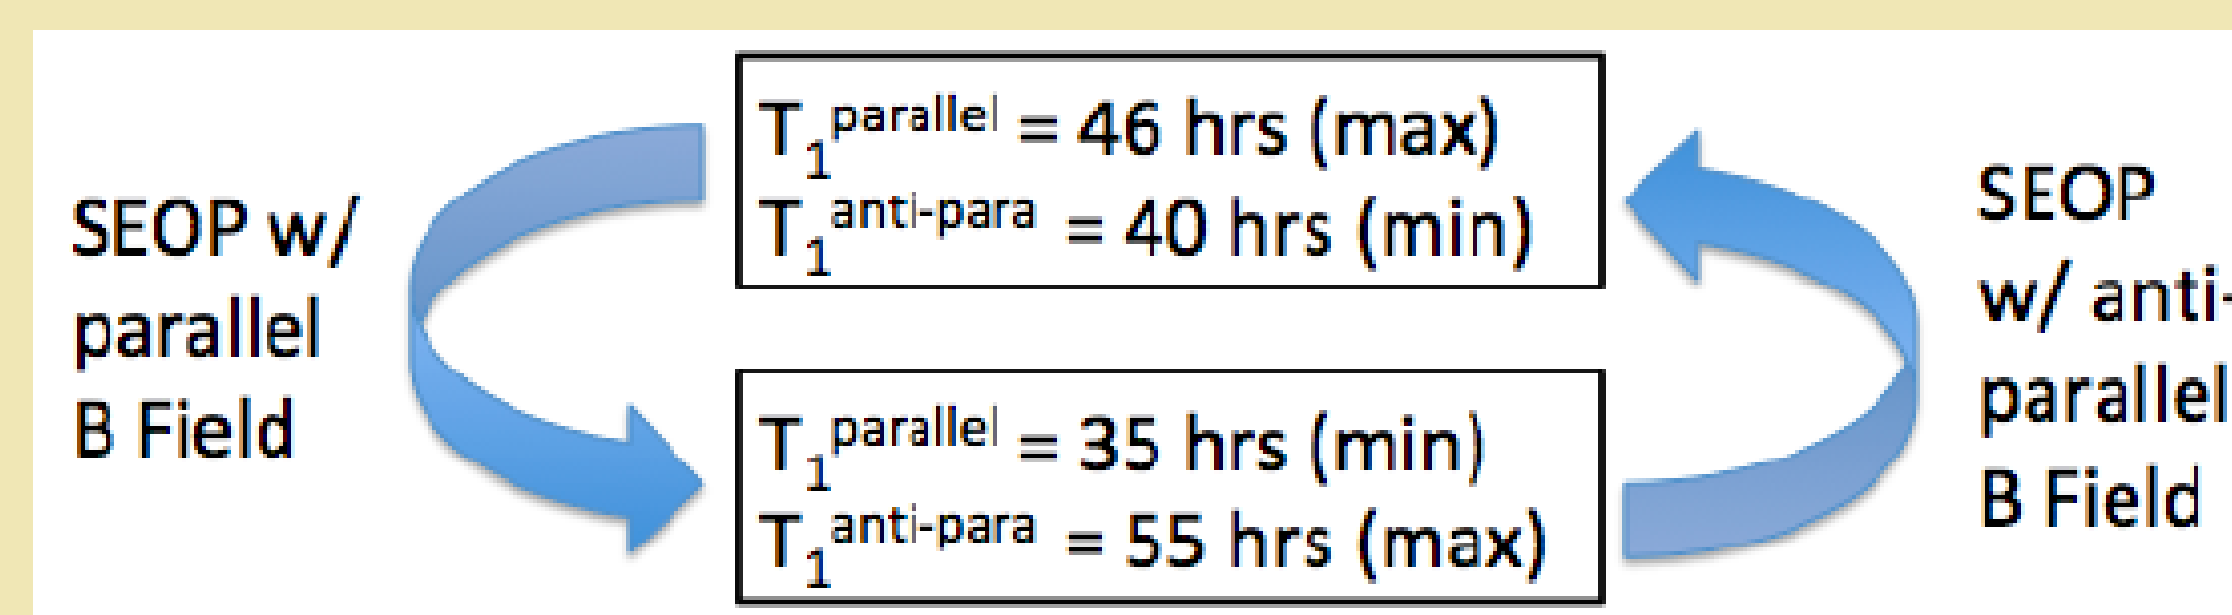 SEOP w/
parallel
B Field
T₁ᵖᵃʳᵃˡˡᵉˡ = 46 hrs (max)
T₁ᵃⁿᵗⁱ⁻ᵖᵃʳᵃ = 40 hrs (min)
T₁ᵖᵃʳᵃˡˡᵉˡ = 35 hrs (min)
T₁ᵃⁿᵗⁱ⁻ᵖᵃʳᵃ = 55 hrs (max)
SEOP
w/ anti-
parallel
B Field